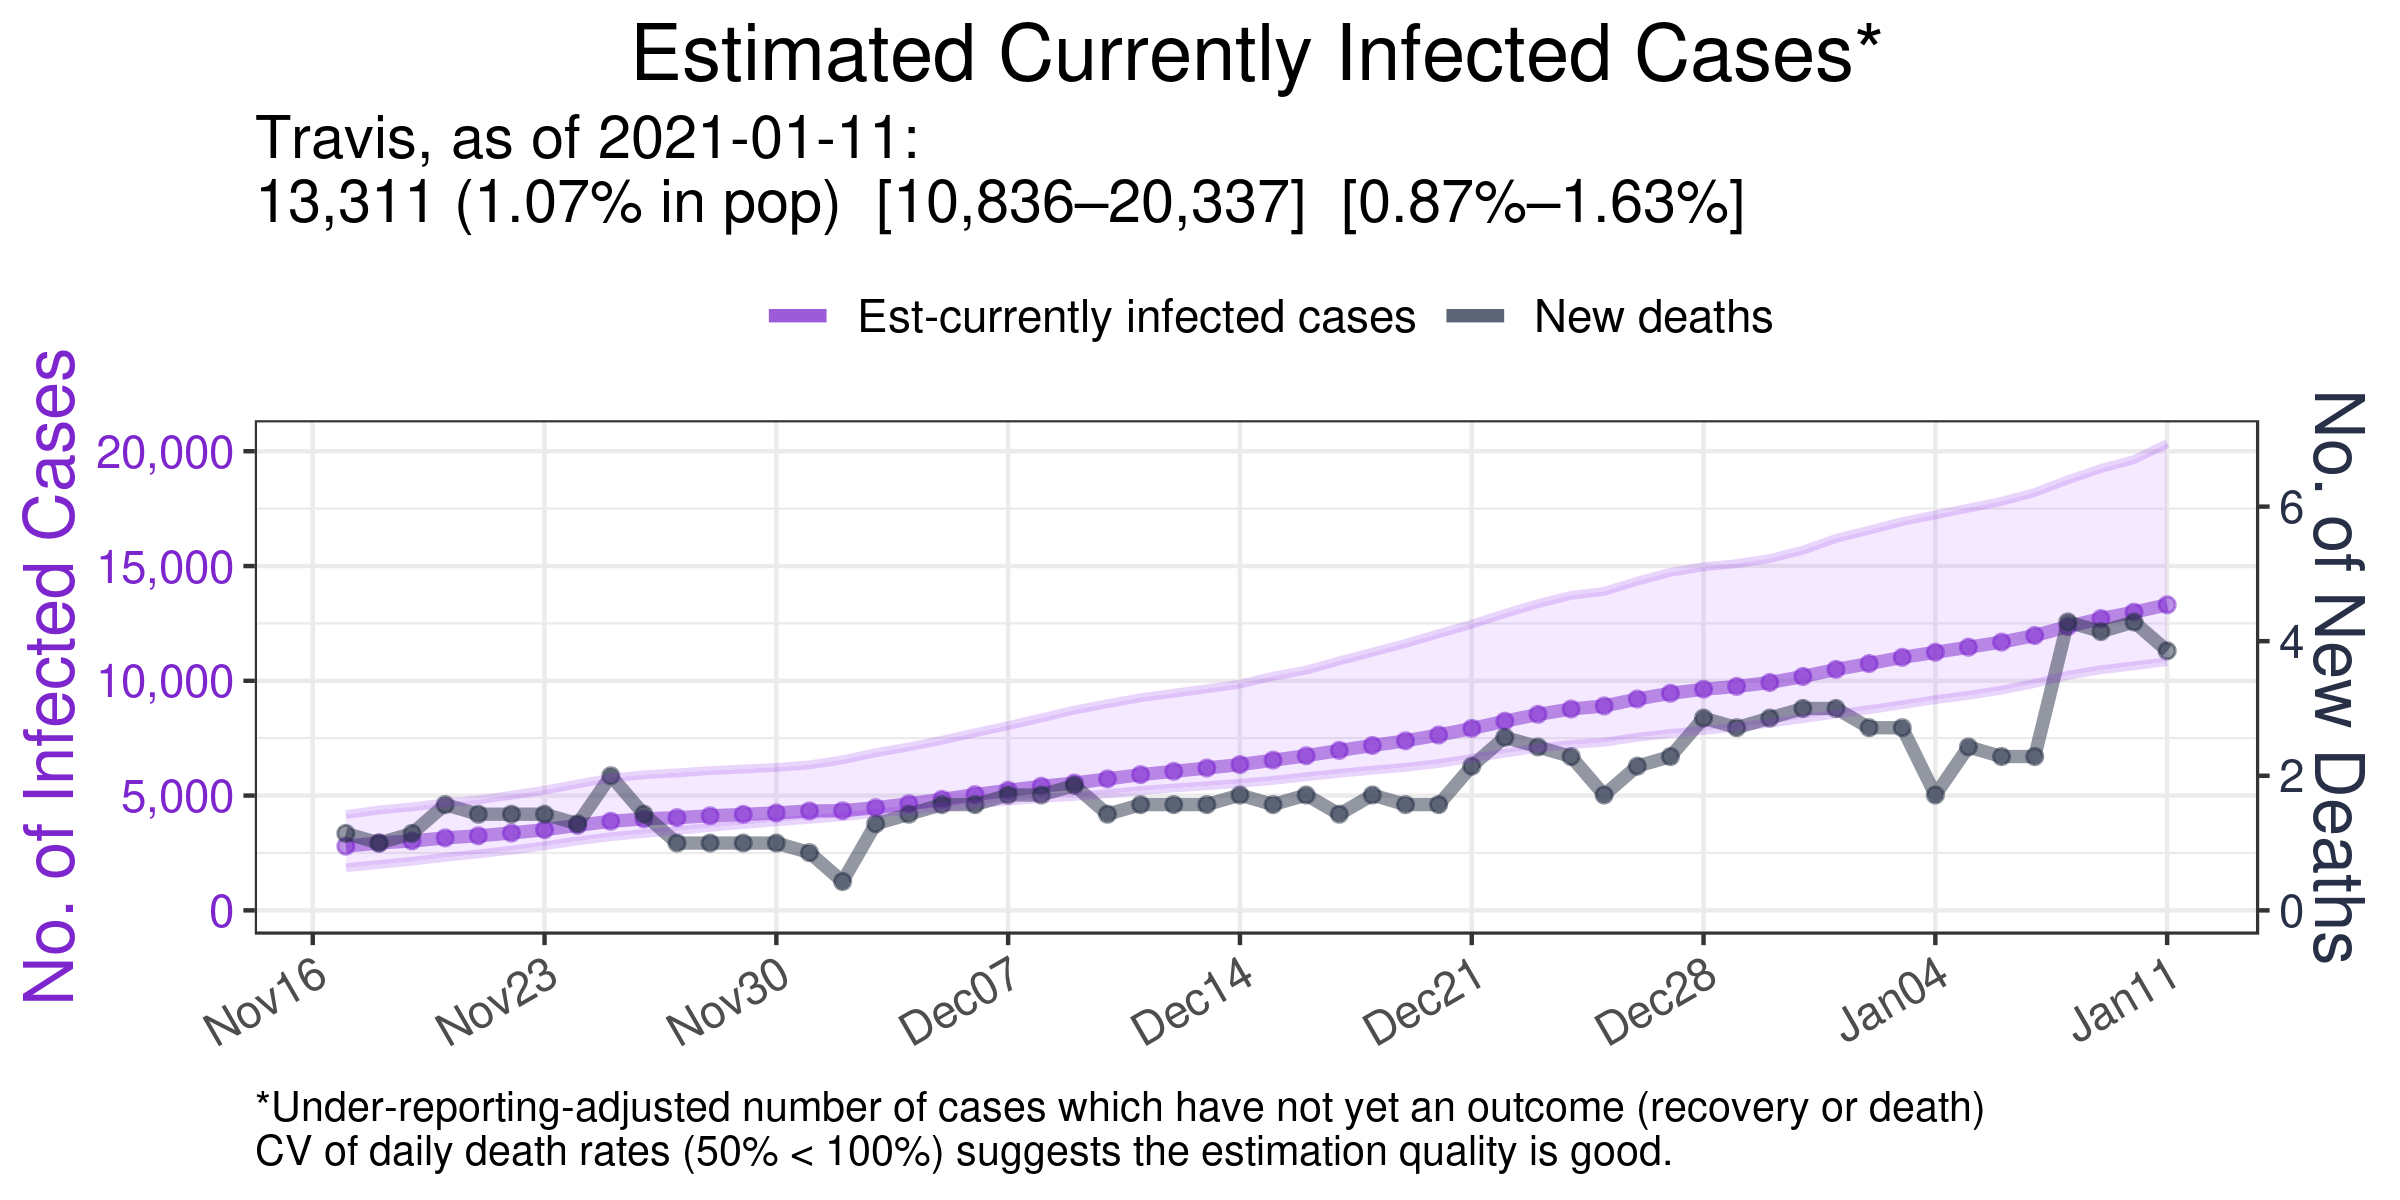 Estimated Currently Infected Cases*
Travis, as of 2021-01-11:
13,311 (1.07% in pop)  [10,836–20,337]  [0.87%–1.63%]
Est-currently infected cases
New deaths
No. of Infected Cases
20,000
15,000
10,000
5,000
0
No. of New Deaths
6
4
2
0
Nov16
Nov23
Nov30
Dec07
Dec14
Dec21
Dec28
Jan04
Jan11
*Under-reporting-adjusted number of cases which have not yet an outcome (recovery or death)
CV of daily death rates (50% < 100%) suggests the estimation quality is good.